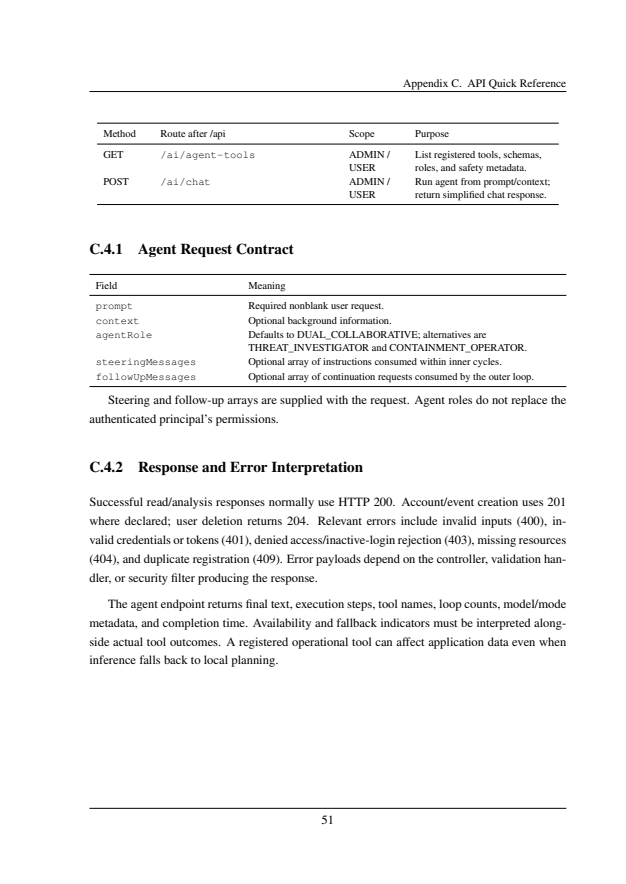 Appendix C. API Quick Reference
Method Route after /api Scope Purpose
GET /ai/agent-tools ADMIN / List registered tools, schemas,
USER roles, and safety metadata.
POST /ai/chat ADMIN / Run agent from prompt/context;
USER return simplified chat response.
C.4.1 Agent Request Contract
Field Meaning
prompt Required nonblank user request.
context Optional background information.
agentRole Defaults to DUAL_COLLABORATIVE; alternatives are
THREAT_INVESTIGATOR and CONTAINMENT_OPERATOR.
steeringMessages Optional array of instructions consumed within inner cycles.
followUpMessages Optional array of continuation requests consumed by the outer loop.
Steering and follow-up arrays are supplied with the request. Agent roles do not replace the
authenticated principal's permissions.
C.4.2 Response and Error Interpretation
Successful read/analysis responses normally use HTTP 200. Account/event creation uses 201
where declared; user deletion returns 204. Relevant errors include invalid inputs (400), in-
valid credentials or tokens (401), denied access/inactive-login rejection (403), missing resources
(404), and duplicate registration (409). Error payloads depend on the controller, validation han-
dler, or security filter producing the response.
The agent endpoint returns final text, execution steps, tool names, loop counts, model/mode
metadata, and completion time. Availability and fallback indicators must be interpreted along-
side actual tool outcomes. A registered operational tool can affect application data even when
inference falls back to local planning.
51